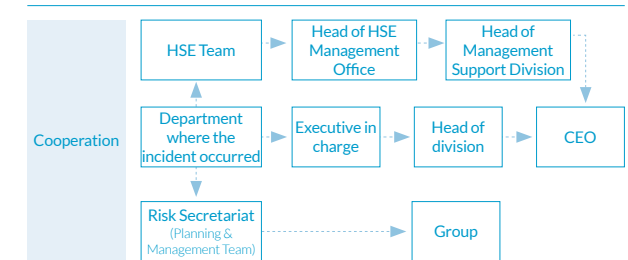 Cooperation
HSE Team
Head of HSE
Management
Office
Head of
Management
Support Division
Department
where the
incident occurred
Executive in
charge
Head of
division
CEO
Risk Secretariat
(Planning &
Management Team)
Group